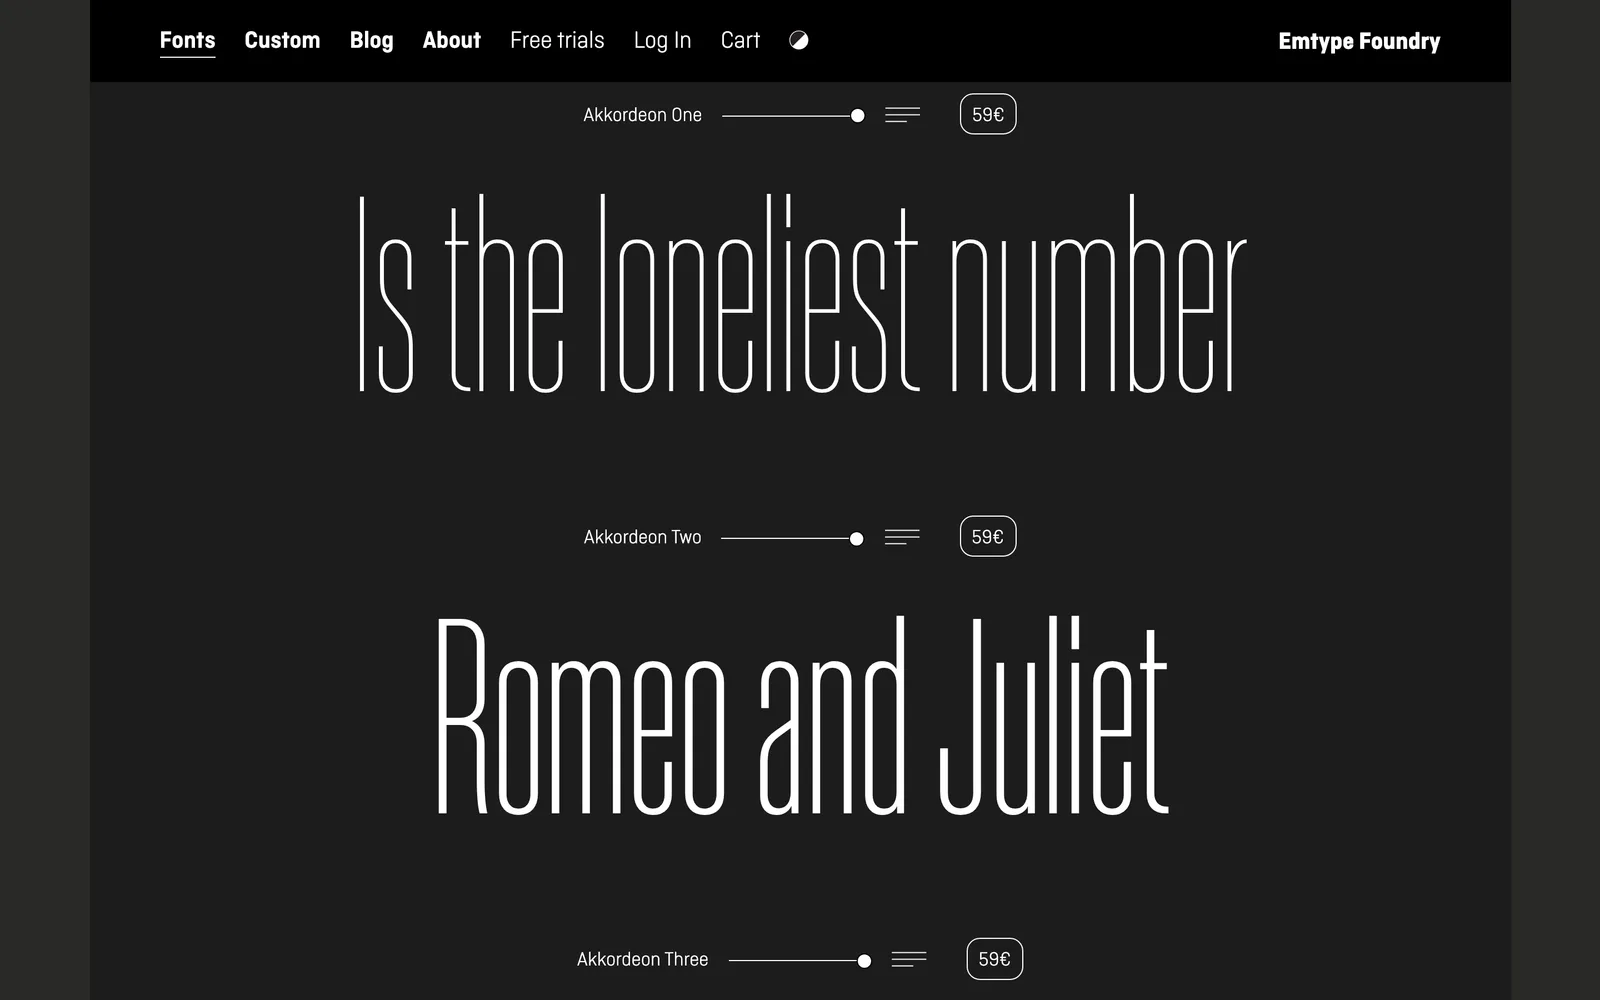 Fonts Custom Blog About Free trials Log In Cart Emtype Foundry
Akkordeon One 59€
Is the loneliest number
Akkordeon Two 59€
Romeo and Juliet
Akkordeon Three 59€